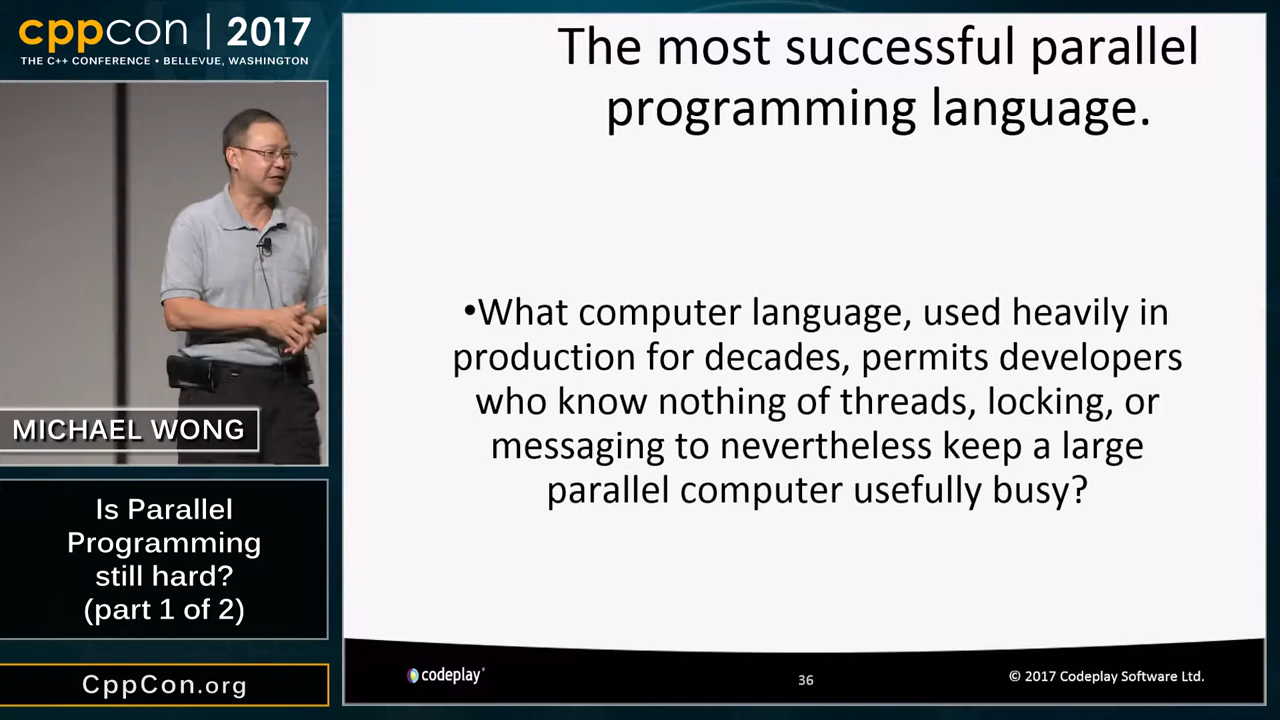 cppcon | 2017
THE C++ CONFERENCE • BELLEVUE, WASHINGTON
MICHAEL WONG
Is Parallel
Programming
still hard?
(part 1 of 2)
CppCon.org
The most successful parallel
programming language.
•What computer language, used heavily in
production for decades, permits developers
who know nothing of threads, locking, or
messaging to nevertheless keep a large
parallel computer usefully busy?
codeplay®
36
© 2017 Codeplay Software Ltd.